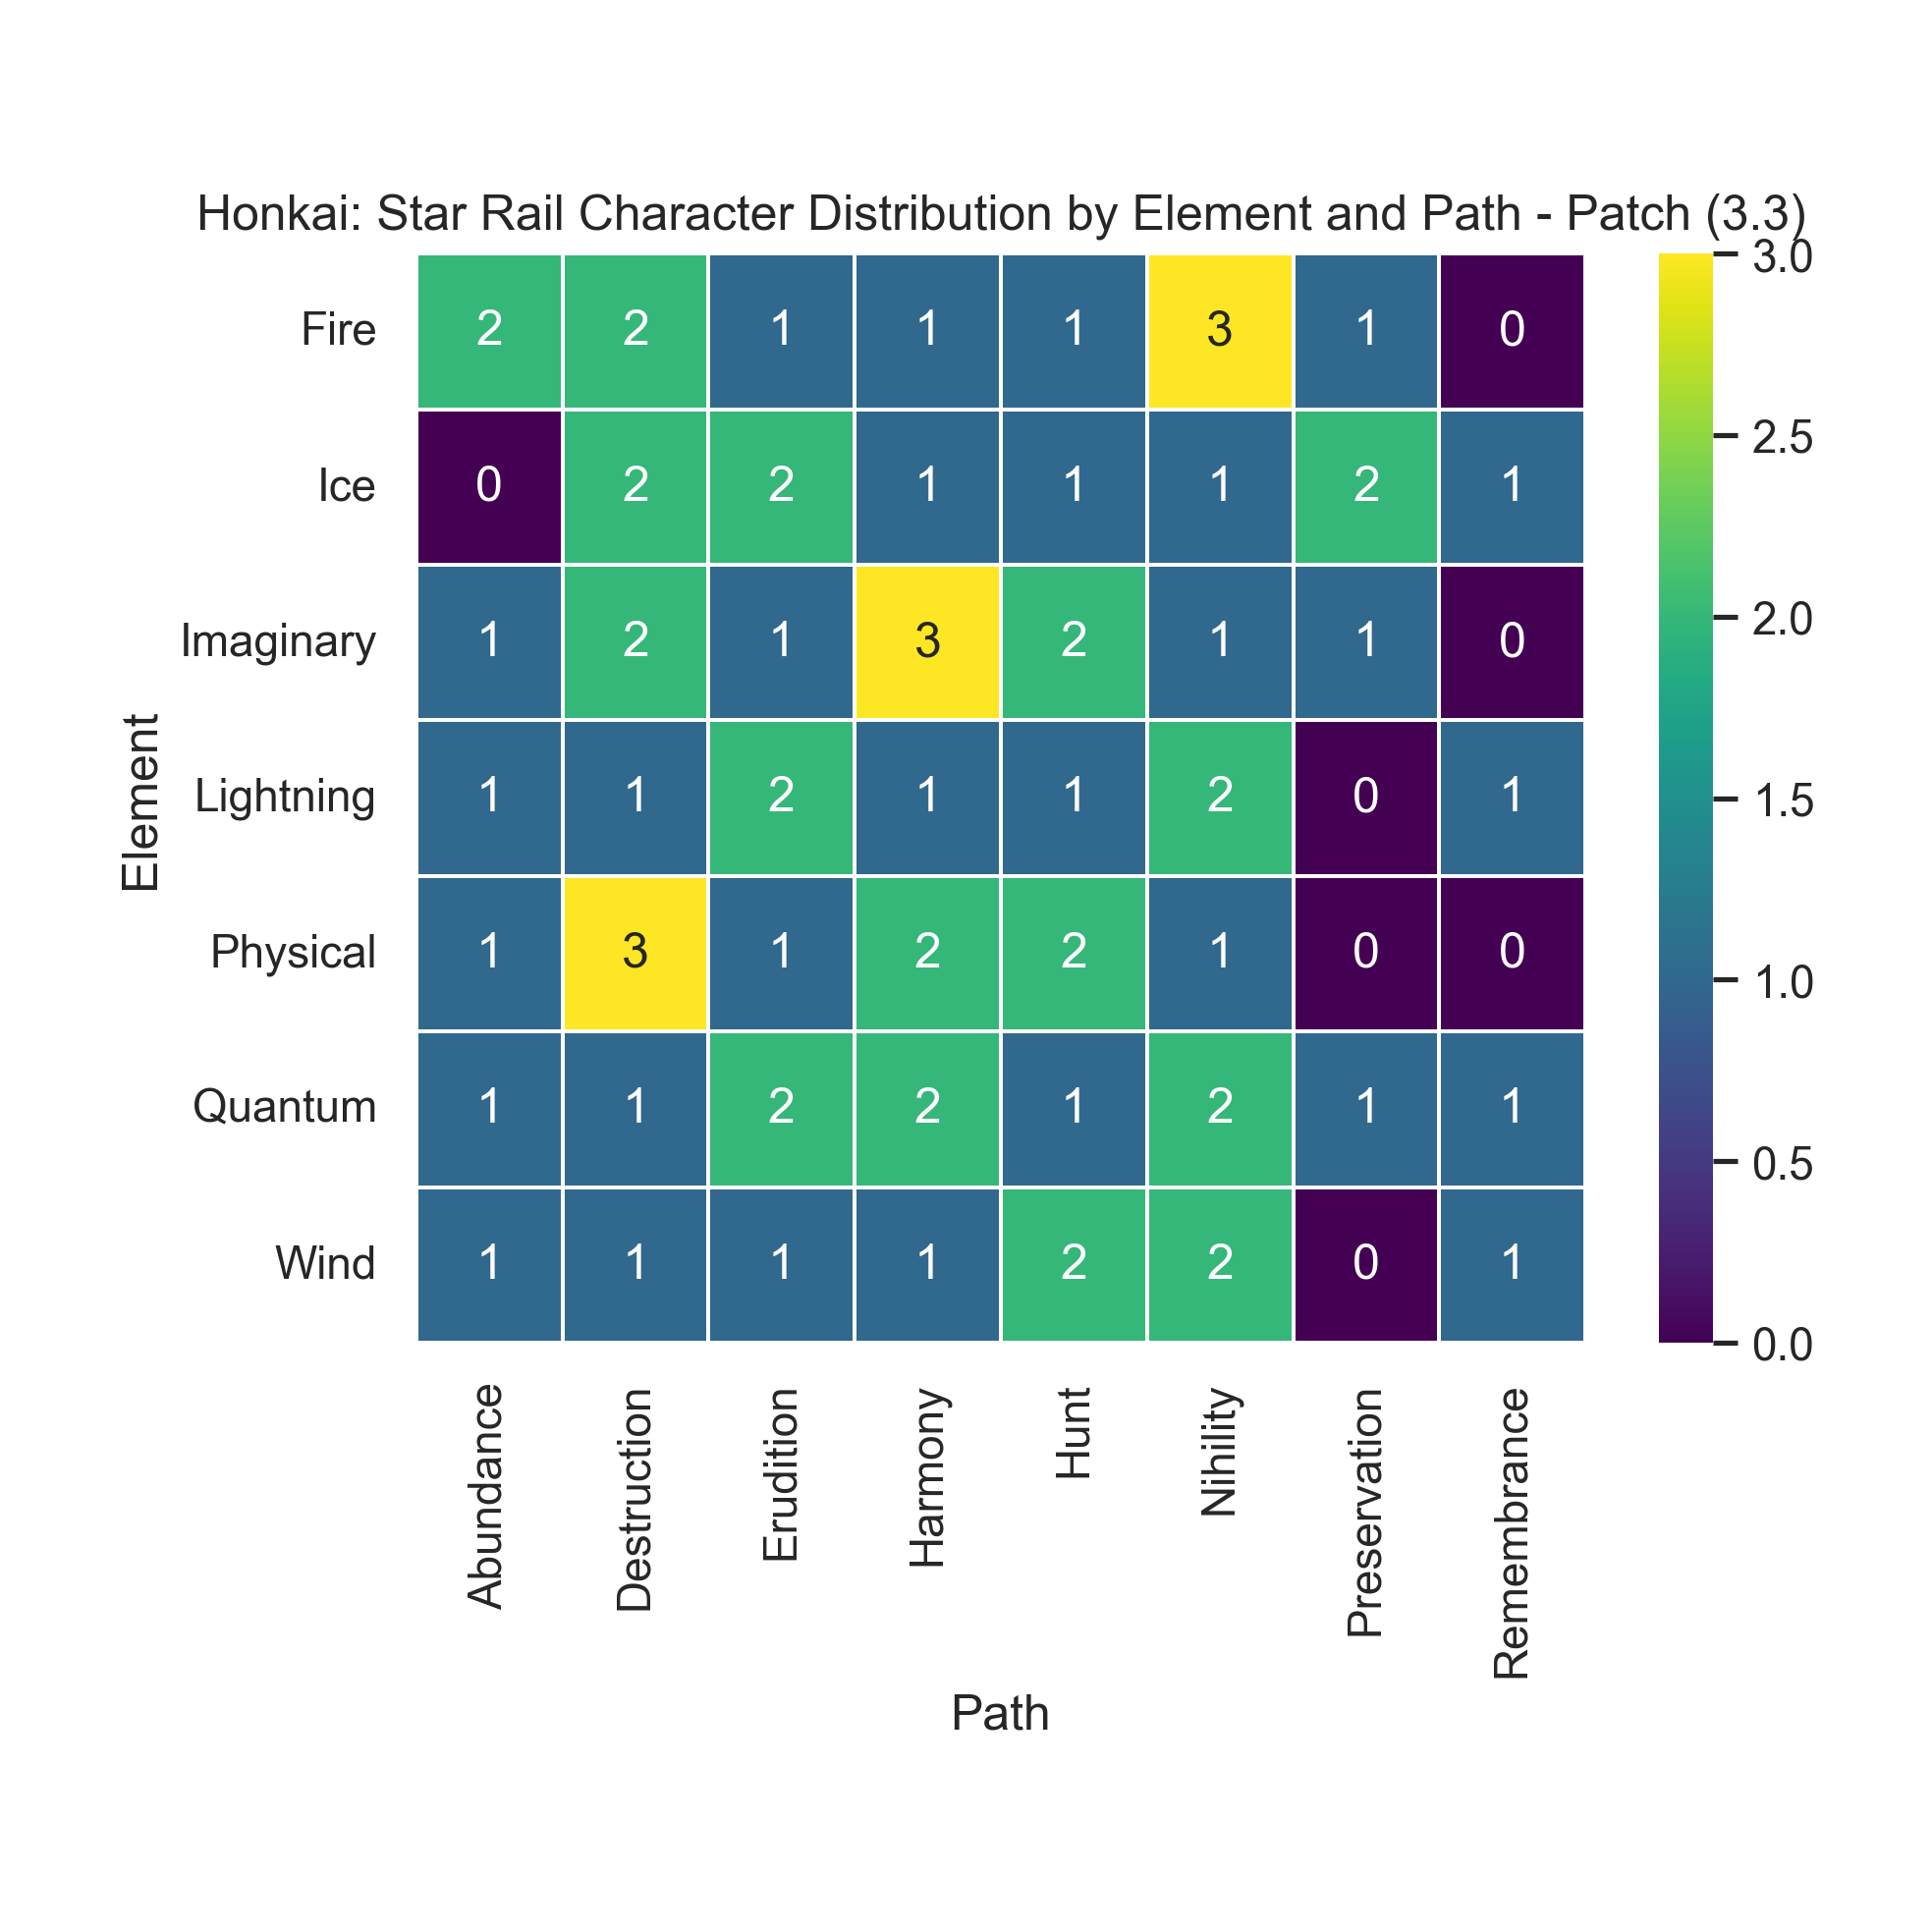 Honkai: Star Rail Character Distribution by Element and Path - Patch (3.3)
Fire 2 2 1 1 1 3 1 0
Ice 0 2 2 1 1 1 2 1
Imaginary 1 2 1 3 2 1 1 0
Lightning 1 1 2 1 1 2 0 1
Physical 1 3 1 2 2 1 0 0
Quantum 1 1 2 2 1 2 1 1
Wind 1 1 1 1 2 2 0 1
Element
Abundance
Destruction
Erudition
Harmony
Hunt
Nihility
Preservation
Remembrance
Path
3.0
2.5
2.0
1.5
1.0
0.5
0.0